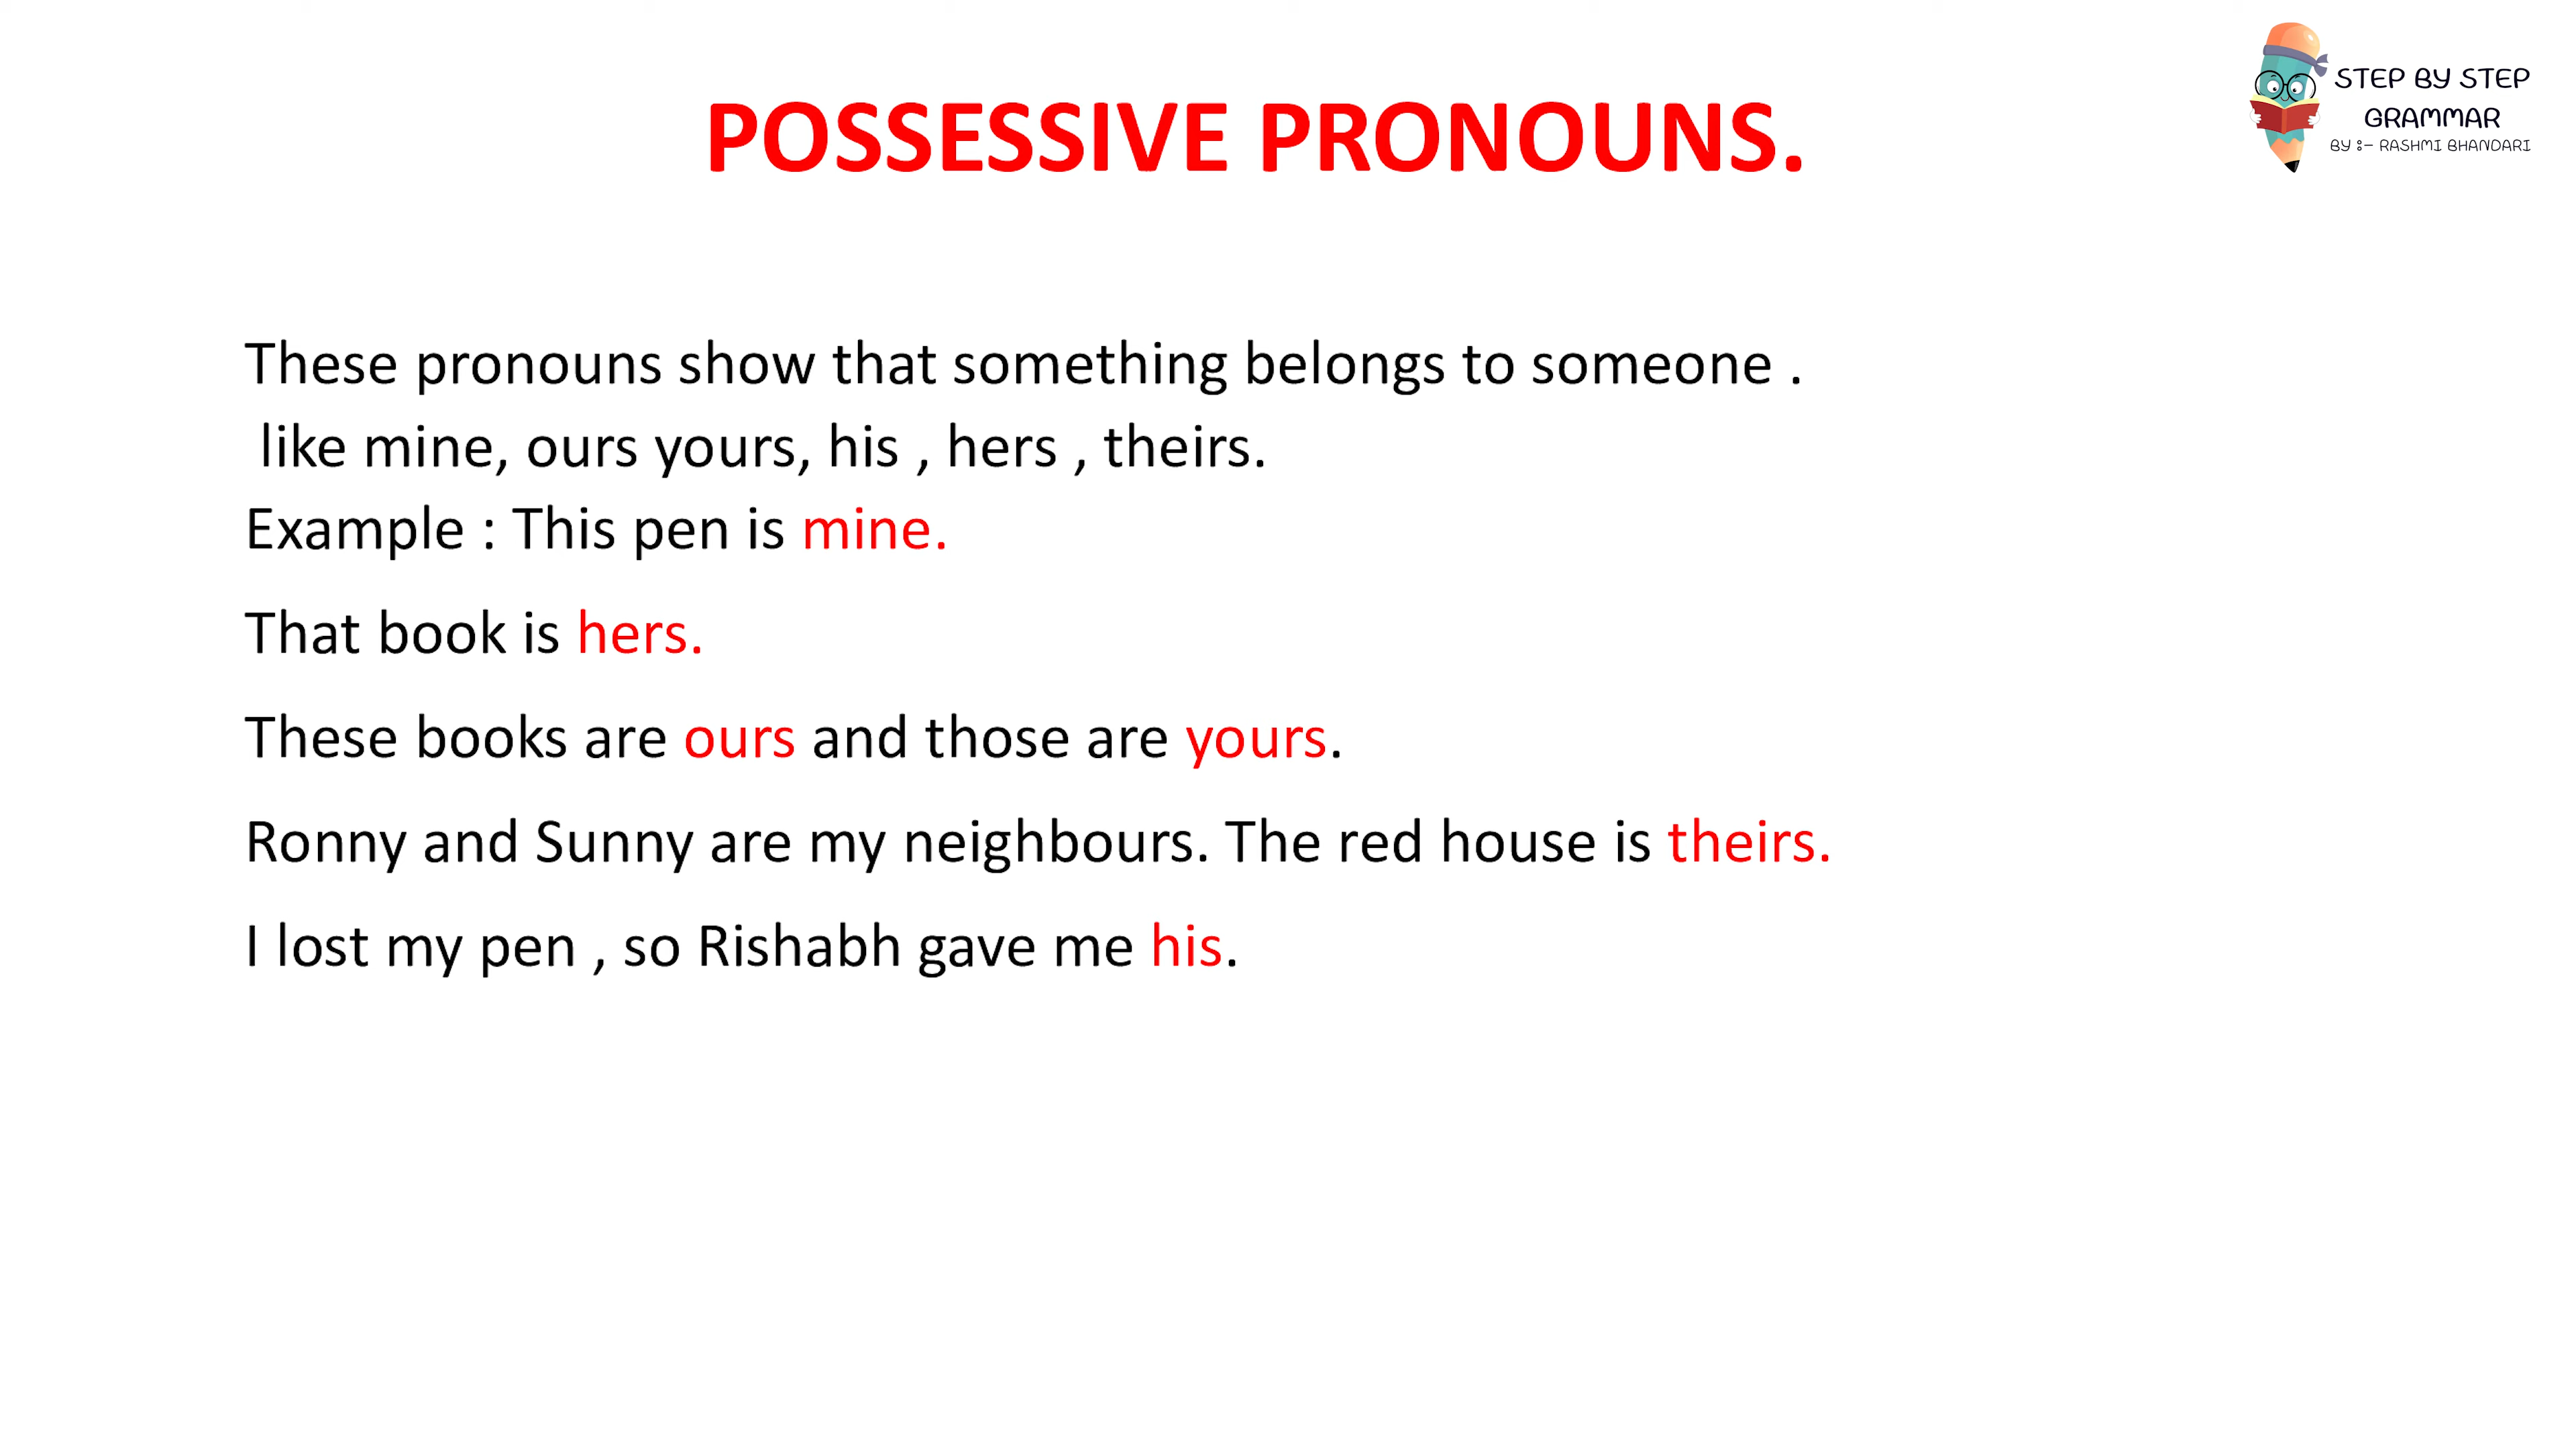 STEP BY STEP
GRAMMAR
BY :- RASHMI BHANDARI
POSSESSIVE PRONOUNS.
These pronouns show that something belongs to someone .
like mine, ours yours, his , hers , theirs.
Example : This pen is mine.
That book is hers.
These books are ours and those are yours.
Ronny and Sunny are my neighbours. The red house is theirs.
I lost my pen , so Rishabh gave me his.